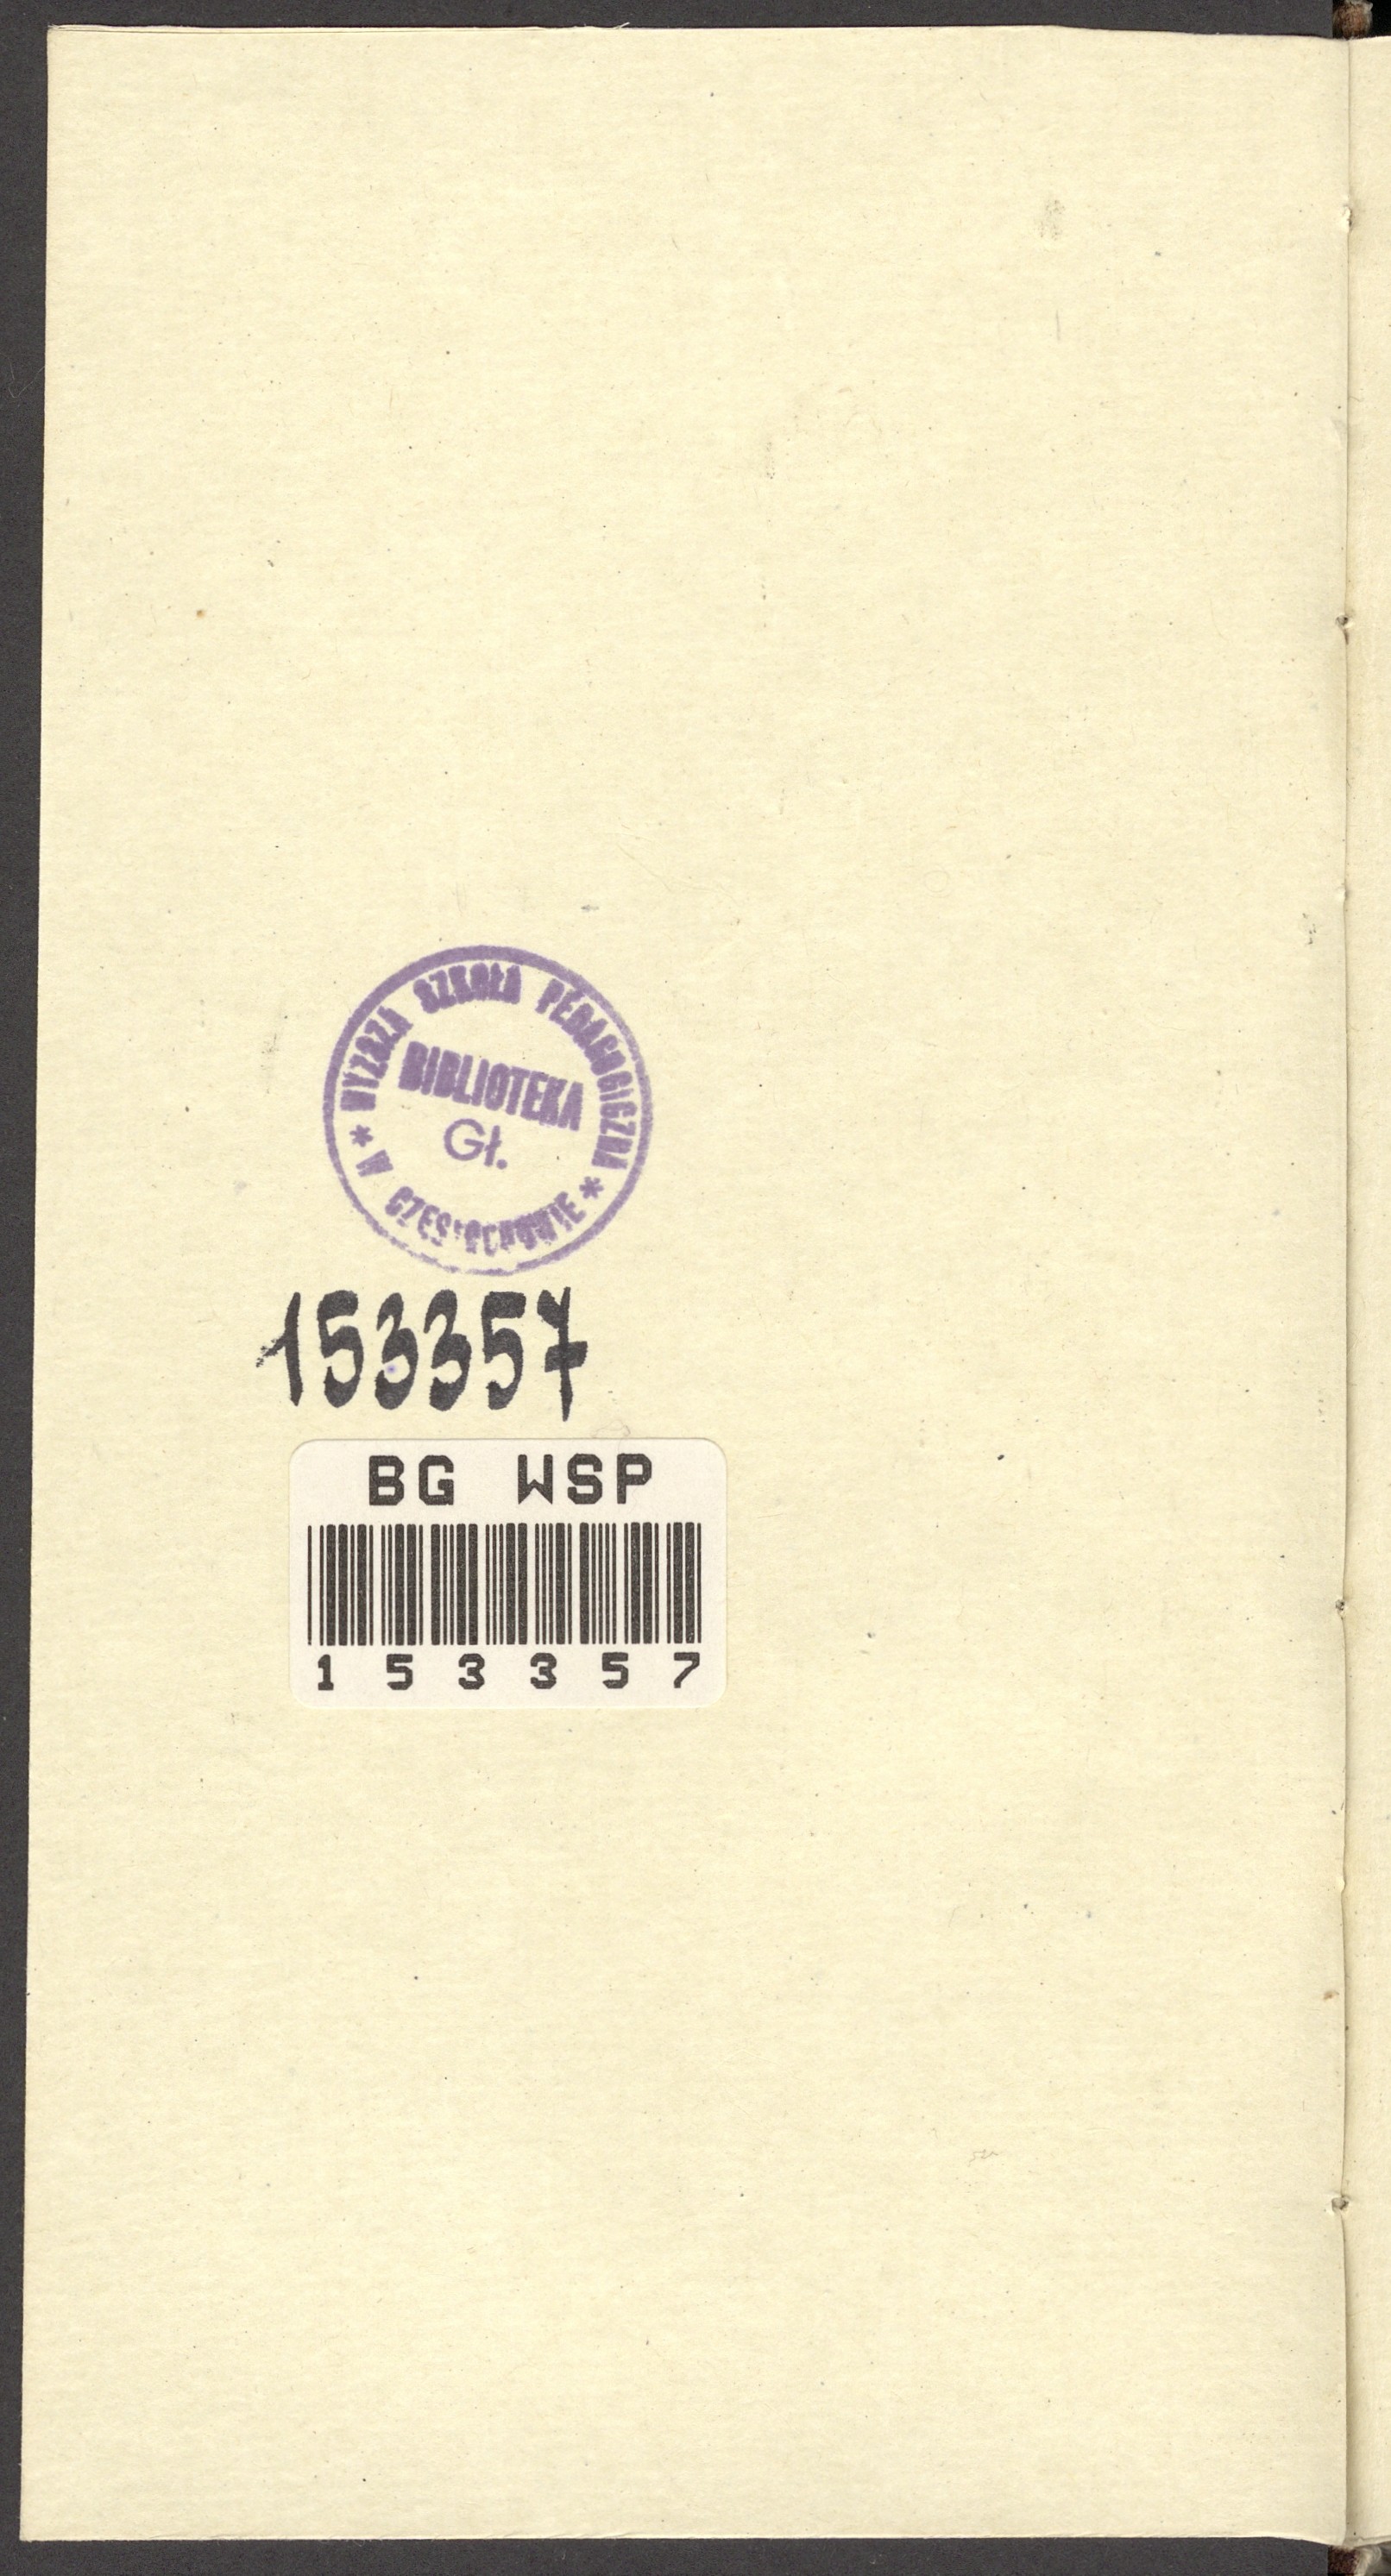 WYŻSZA SZKOŁA PEDAGOGICZNA
* W CZĘSTOCHOWIE *
BIBLIOTEKA
Gł.
153357
BG WSP
1 5 3 3 5 7